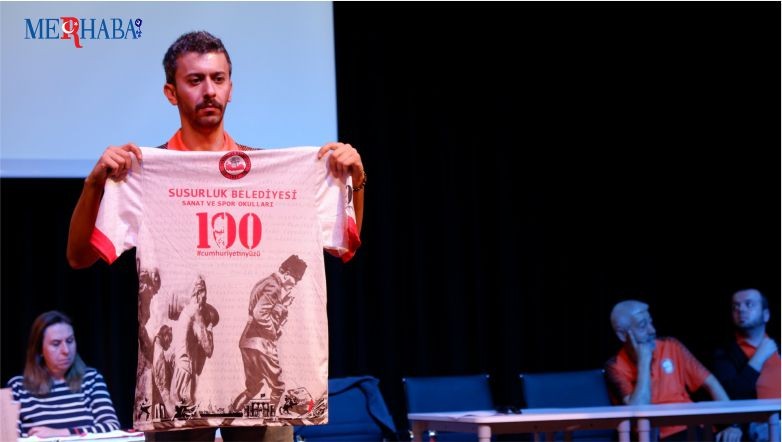 MERHABA
SUSURLUK BELEDİYESİ
SANAT VE SPOR OKULLARI
100
#cumhuriyetinyüzü